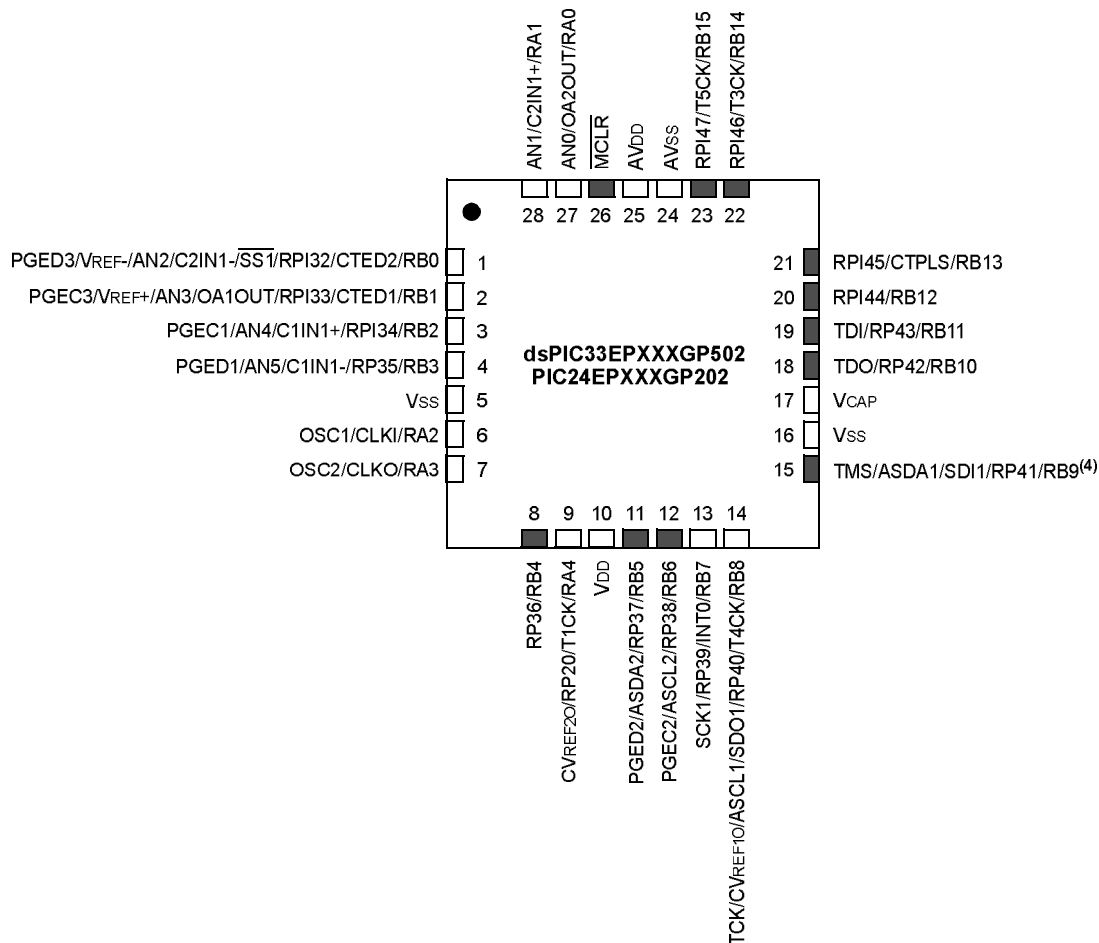 AN1/C2IN1+/RA1
AN0/OA2OUT/RA0
MCLR
AVDD
AVSS
RPI47/T5CK/RB15
RPI46/T3CK/RB14
28
27
26
25
24
23
22
PGED3/VREF-/AN2/C2IN1-/SS1/RPI32/CTED2/RB0 1
PGEC3/VREF+/AN3/OA1OUT/RPI33/CTED1/RB1 2
PGEC1/AN4/C1IN1+/RPI34/RB2 3
PGED1/AN5/C1IN1-/RP35/RB3 4
VSS 5
OSC1/CLKI/RA2 6
OSC2/CLKO/RA3 7
dsPIC33EPXXXGP502
PIC24EPXXXGP202
21 RPI45/CTPLS/RB13
20 RPI44/RB12
19 TDI/RP43/RB11
18 TDO/RP42/RB10
17 VCAP
16 VSS
15 TMS/ASDA1/SDI1/RP41/RB9(4)
8
9
10
11
12
13
14
RP36/RB4
CVREF2O/RP20/T1CK/RA4
VDD
PGED2/ASDA2/RP37/RB5
PGEC2/ASCL2/RP38/RB6
SCK1/RP39/INT0/RB7
TCK/CVREF1O/ASCL1/SDO1/RP40/T4CK/RB8